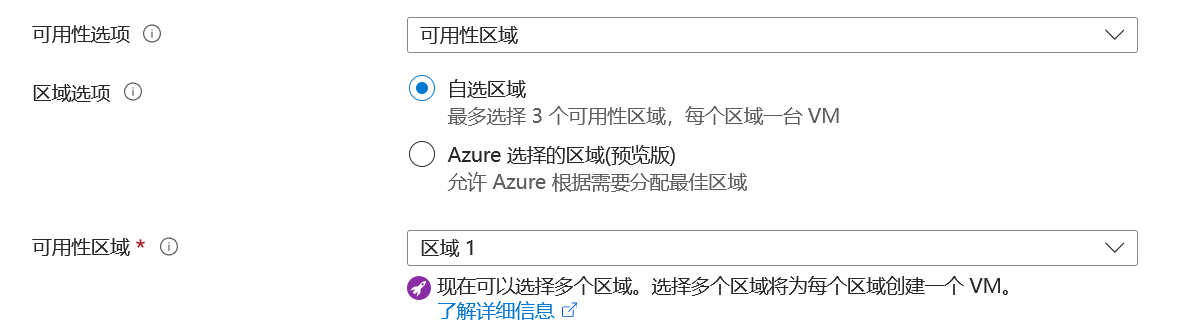 可用性选项
可用性区域
区域选项
自选区域
最多选择 3 个可用性区域，每个区域一台 VM
Azure 选择的区域(预览版)
允许 Azure 根据需要分配最佳区域
可用性区域 *
区域 1
现在可以选择多个区域。选择多个区域将为每个区域创建一个 VM。
了解详细信息